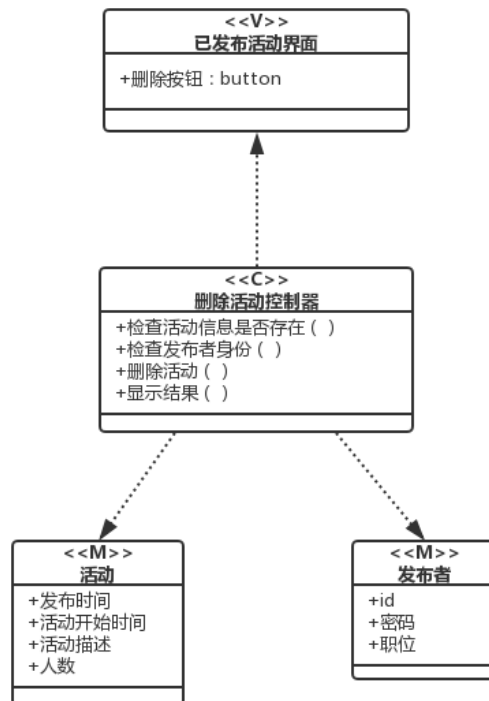 <<V>>
已发布活动界面
+删除按钮：button
<<C>>
删除活动控制器
+检查活动信息是否存在( )
+检查发布者身份( )
+删除活动( )
+显示结果( )
<<M>>
活动
+发布时间
+活动开始时间
+活动描述
+人数
<<M>>
发布者
+id
+密码
+职位